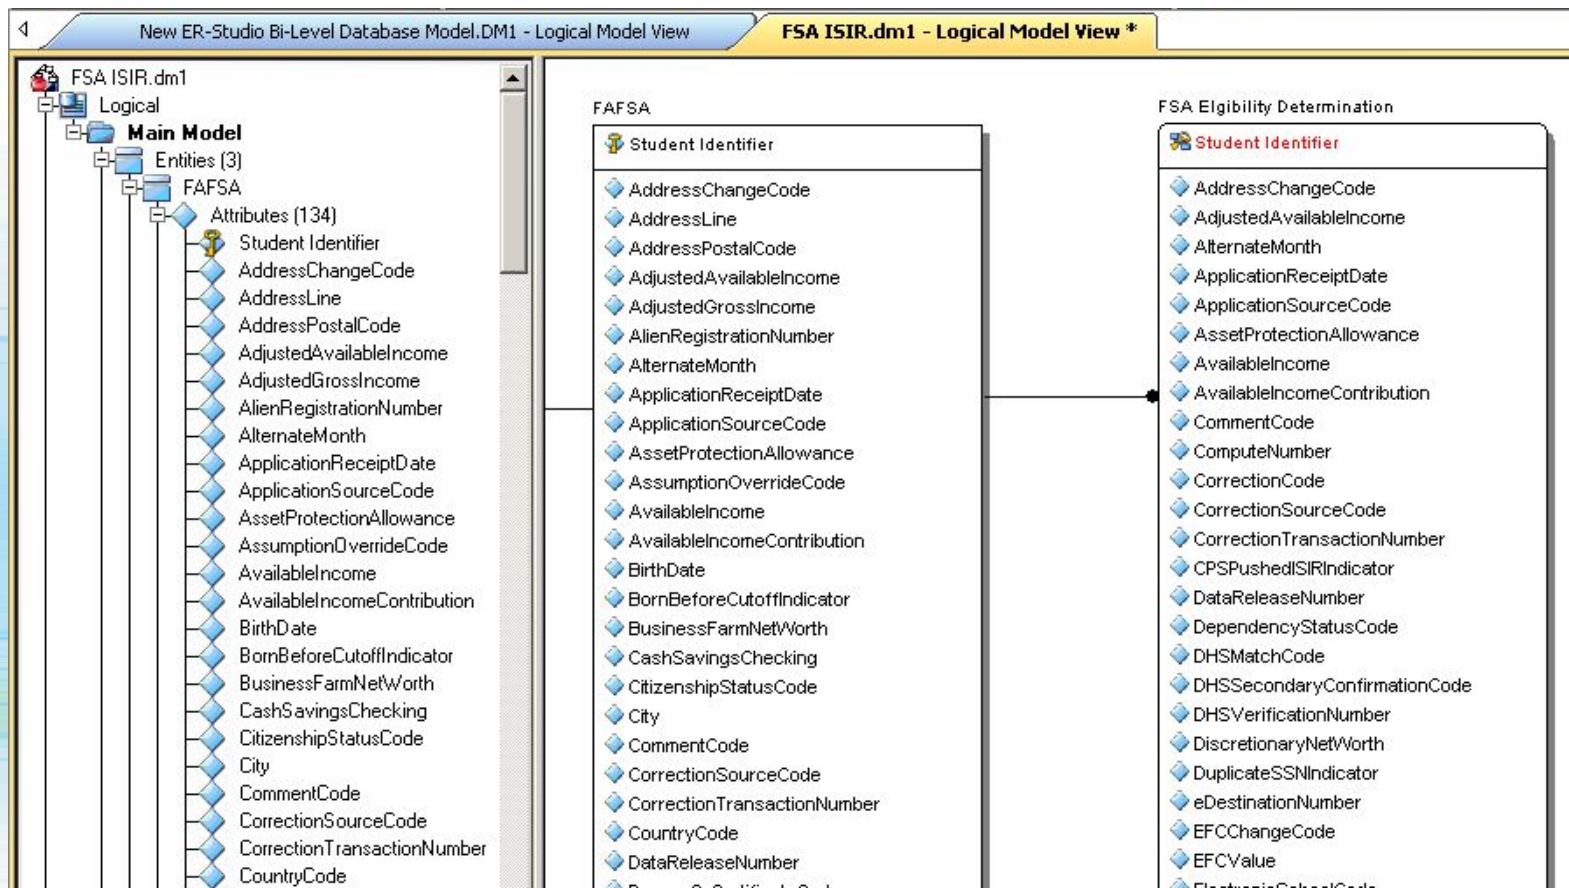 New ER-Studio Bi-Level Database Model.DM1 - Logical Model View
FSA ISIR.dm1 - Logical Model View *
FSA ISIR.dm1
Logical
Main Model
Entities (3)
FAFSA
Attributes (134)
Student Identifier
AddressChangeCode
AddressLine
AddressPostalCode
AdjustedAvailableIncome
AdjustedGrossIncome
AlienRegistrationNumber
AlternateMonth
ApplicationReceiptDate
ApplicationSourceCode
AssetProtectionAllowance
AssumptionOverrideCode
AvailableIncome
AvailableIncomeContribution
BirthDate
BornBeforeCutoffIndicator
BusinessFarmNetWorth
CashSavingsChecking
CitizenshipStatusCode
City
CommentCode
CorrectionSourceCode
CorrectionTransactionNumber
CountryCode
FAFSA
Student Identifier
AddressChangeCode
AddressLine
AddressPostalCode
AdjustedAvailableIncome
AdjustedGrossIncome
AlienRegistrationNumber
AlternateMonth
ApplicationReceiptDate
ApplicationSourceCode
AssetProtectionAllowance
AssumptionOverrideCode
AvailableIncome
AvailableIncomeContribution
BirthDate
BornBeforeCutoffIndicator
BusinessFarmNetWorth
CashSavingsChecking
CitizenshipStatusCode
City
CommentCode
CorrectionSourceCode
CorrectionTransactionNumber
CountryCode
DataReleaseNumber
FSA Elgibility Determination
Student Identifier
AddressChangeCode
AdjustedAvailableIncome
AlternateMonth
ApplicationReceiptDate
ApplicationSourceCode
AssetProtectionAllowance
AvailableIncome
AvailableIncomeContribution
CommentCode
ComputeNumber
CorrectionCode
CorrectionSourceCode
CorrectionTransactionNumber
CPSPushedISIRIndicator
DataReleaseNumber
DependencyStatusCode
DHSMatchCode
DHSSecondaryConfirmationCode
DHSVerificationNumber
DiscretionaryNetWorth
DuplicateSSNIndicator
eDestinationNumber
EFCChangeCode
EFCValue